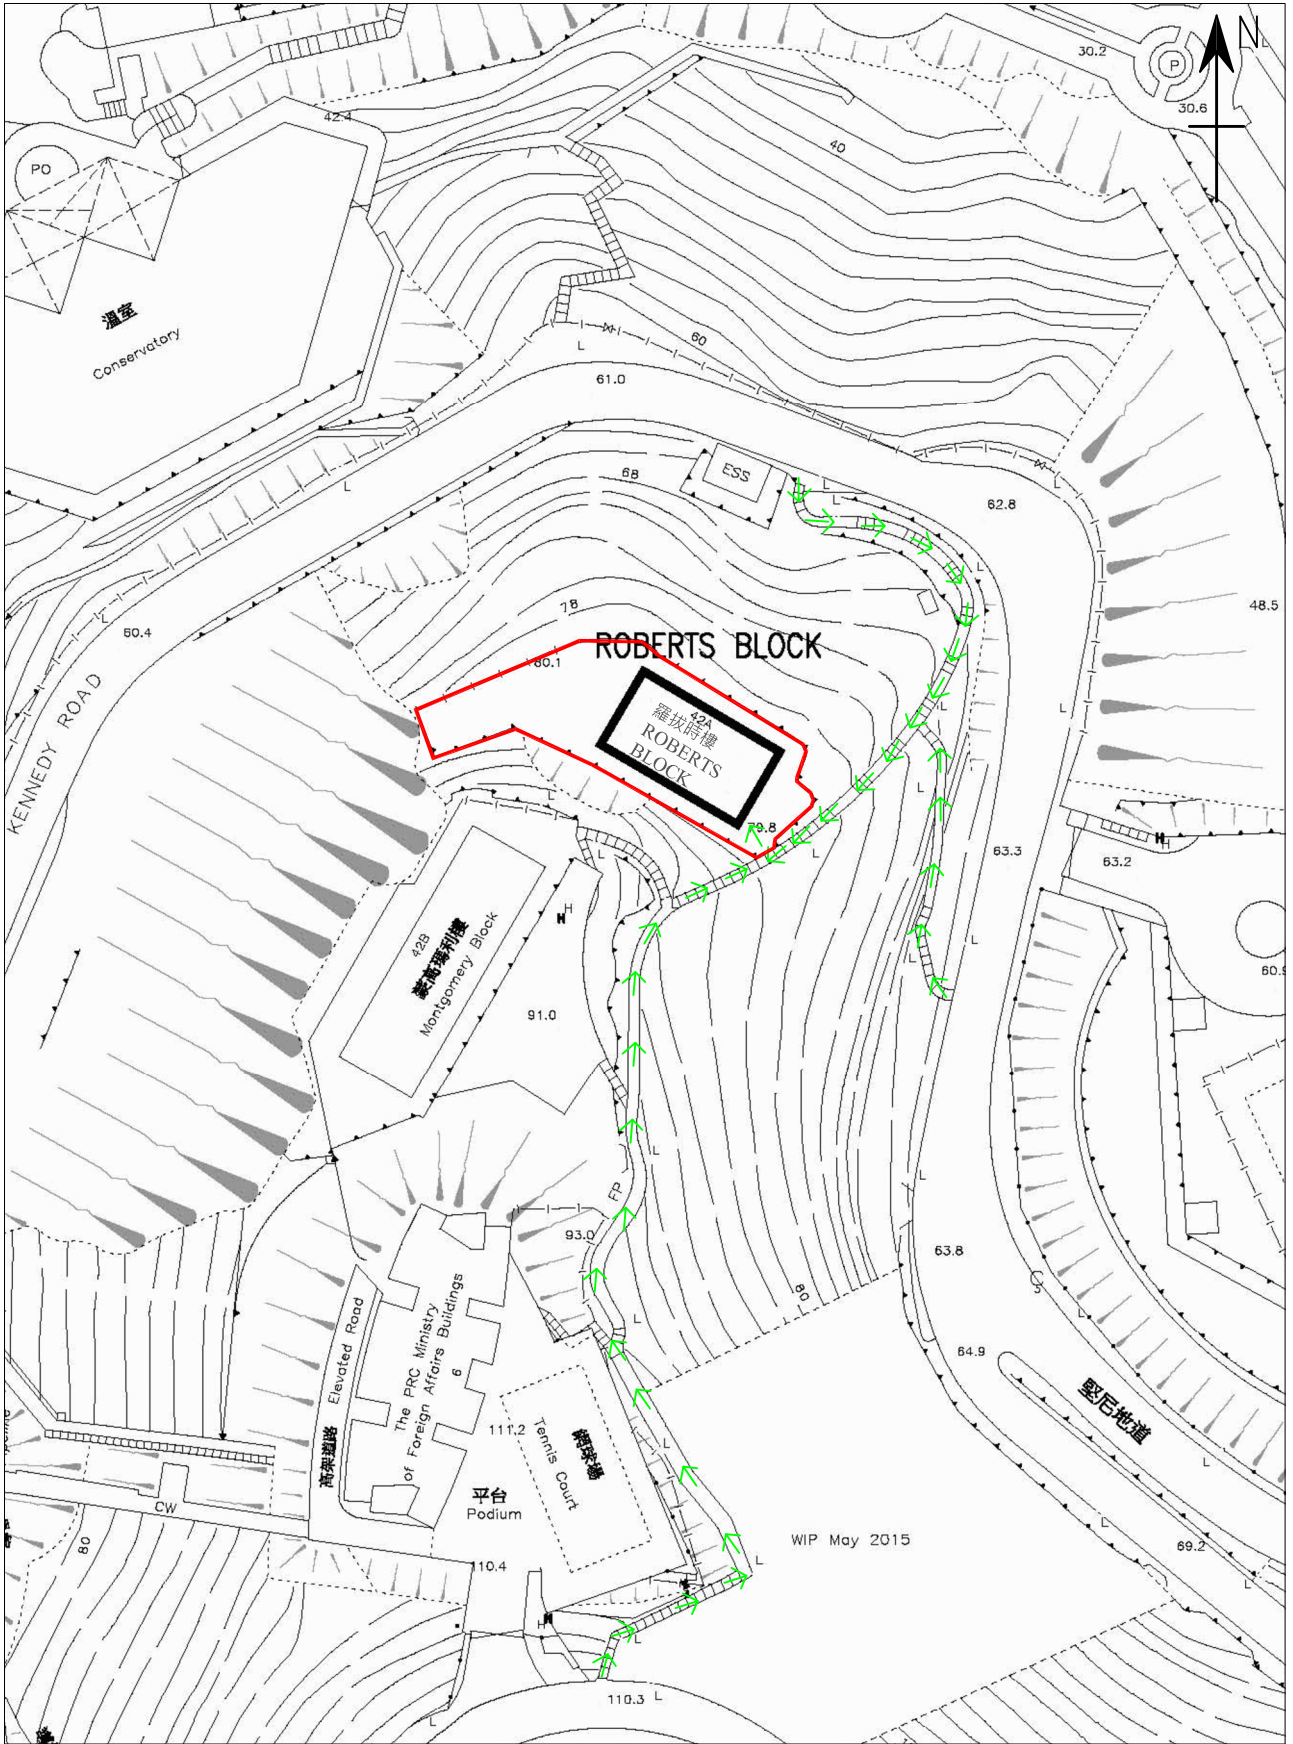 N
30.2
P
30.6
42.4
40
PO
溫室
Conservatory
60
L
61.0
68
ESS
L
L
L
L
62.8
L
L
60.4
78
48.5
ROBERTS BLOCK
80.1
KENNEDY ROAD
42A
羅拔時樓
ROBERTS
BLOCK
79.8
L
L
L
L
L
63.3
63.2
H
H
42B
蒙高瑪利樓
Montgomery Block
91.0
L
L
60.9
FP
L
L
93.0
63.8
80
L
L
L
高架道路
Elevated Road
The PRC Ministry
of Foreign Affairs Buildings
6
64.9
堅尼地道
111.2
網球場
Tennis Court
L
L
平台
Podium
CW
80
WIP May 2015
L
69.2
110.4
L
L
H
L
110.3
L
L